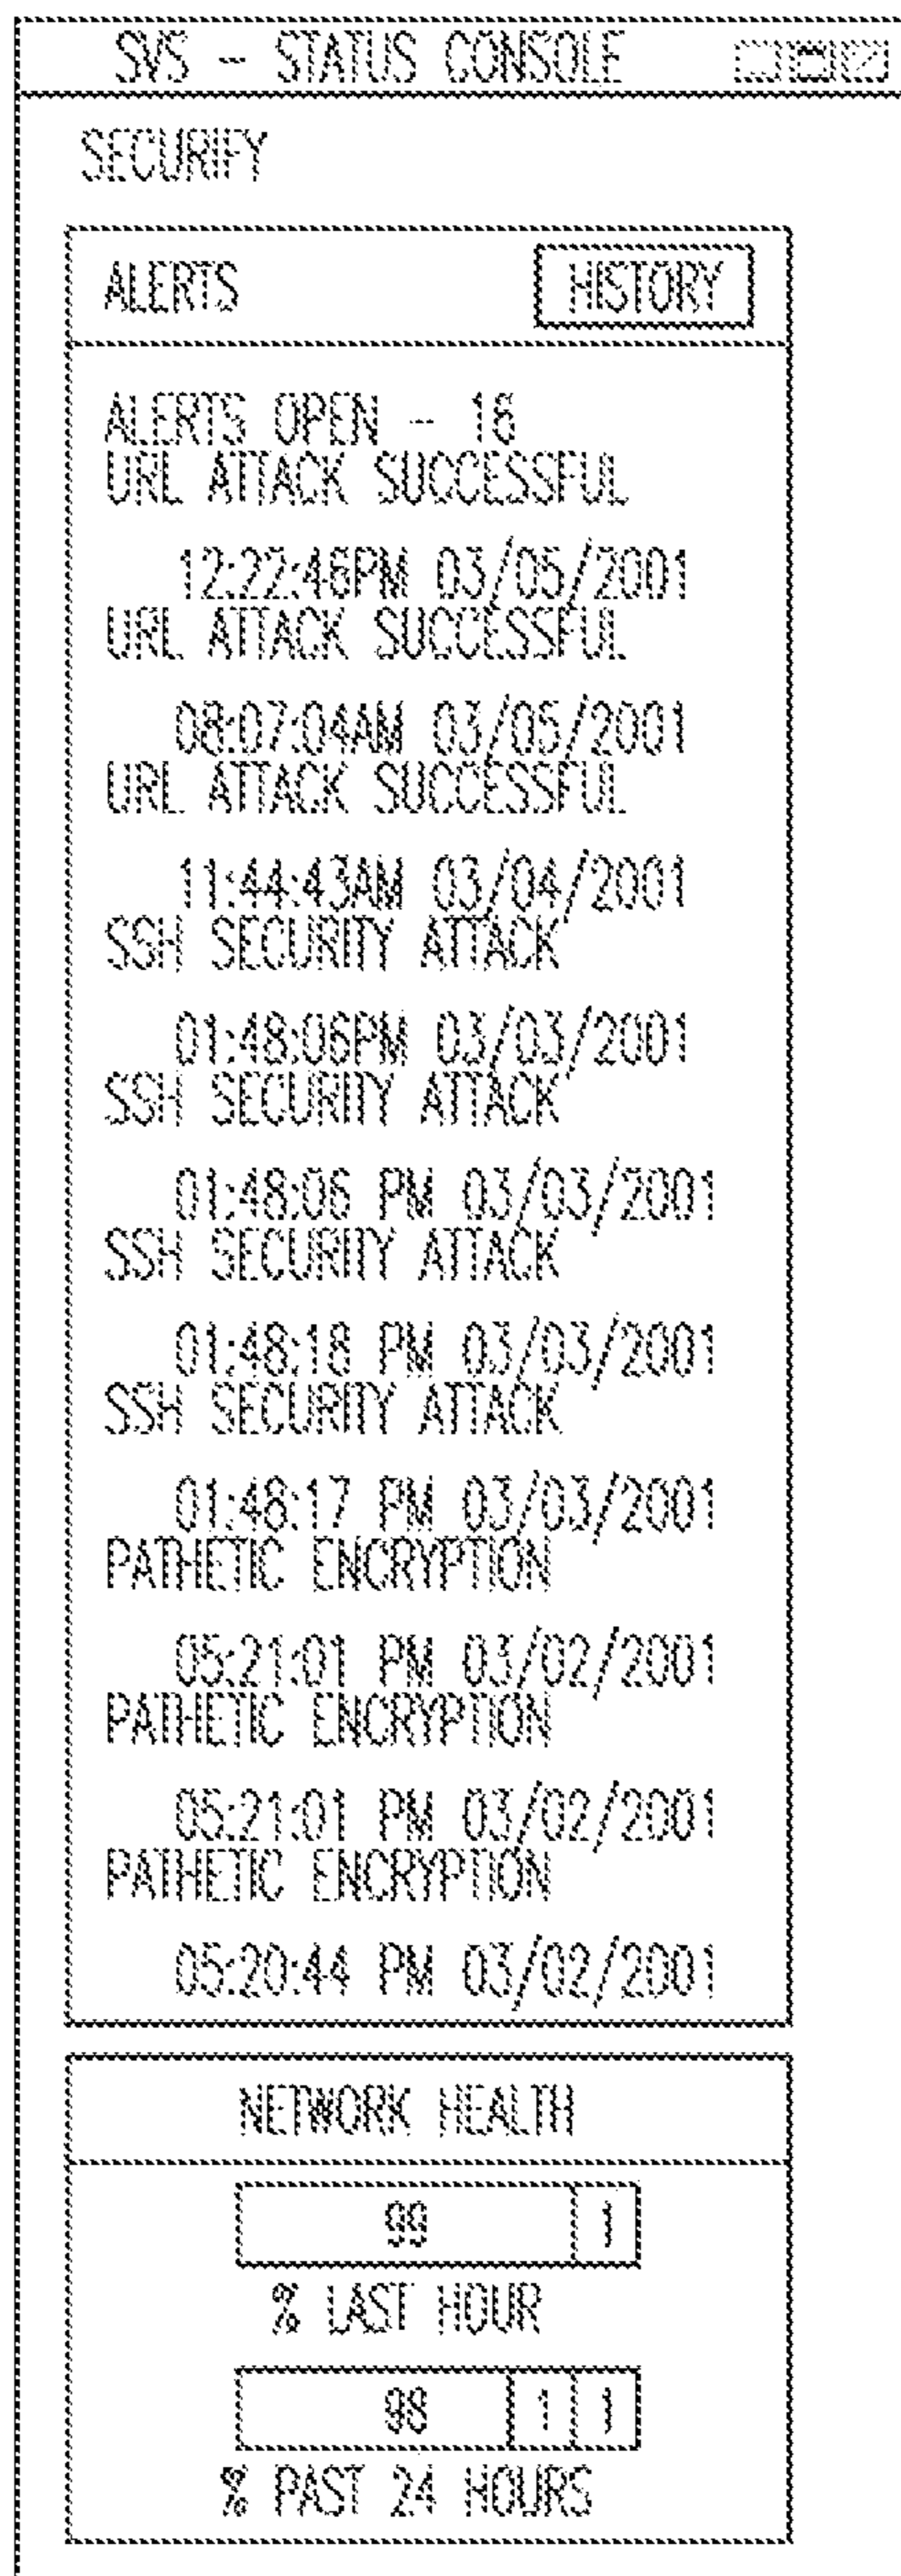 SVS - STATUS CONSOLE
SECURIFY
ALERTS HISTORY
ALERTS OPEN - 16
URL ATTACK SUCCESSFUL
12:22:46PM 03/05/2001
URL ATTACK SUCCESSFUL
08:07:04AM 03/05/2001
URL ATTACK SUCCESSFUL
11:44:43AM 03/04/2001
SSH SECURITY ATTACK
01:48:06PM 03/03/2001
SSH SECURITY ATTACK
01:48:06 PM 03/03/2001
SSH SECURITY ATTACK
01:48:18 PM 03/03/2001
SSH SECURITY ATTACK
01:48:17 PM 03/03/2001
PATHETIC ENCRYPTION
05:21:01 PM 03/02/2001
PATHETIC ENCRYPTION
05:21:01 PM 03/02/2001
PATHETIC ENCRYPTION
05:20:44 PM 03/02/2001
NETWORK HEALTH
99 1
% LAST HOUR
98 1 1
% PAST 24 HOURS